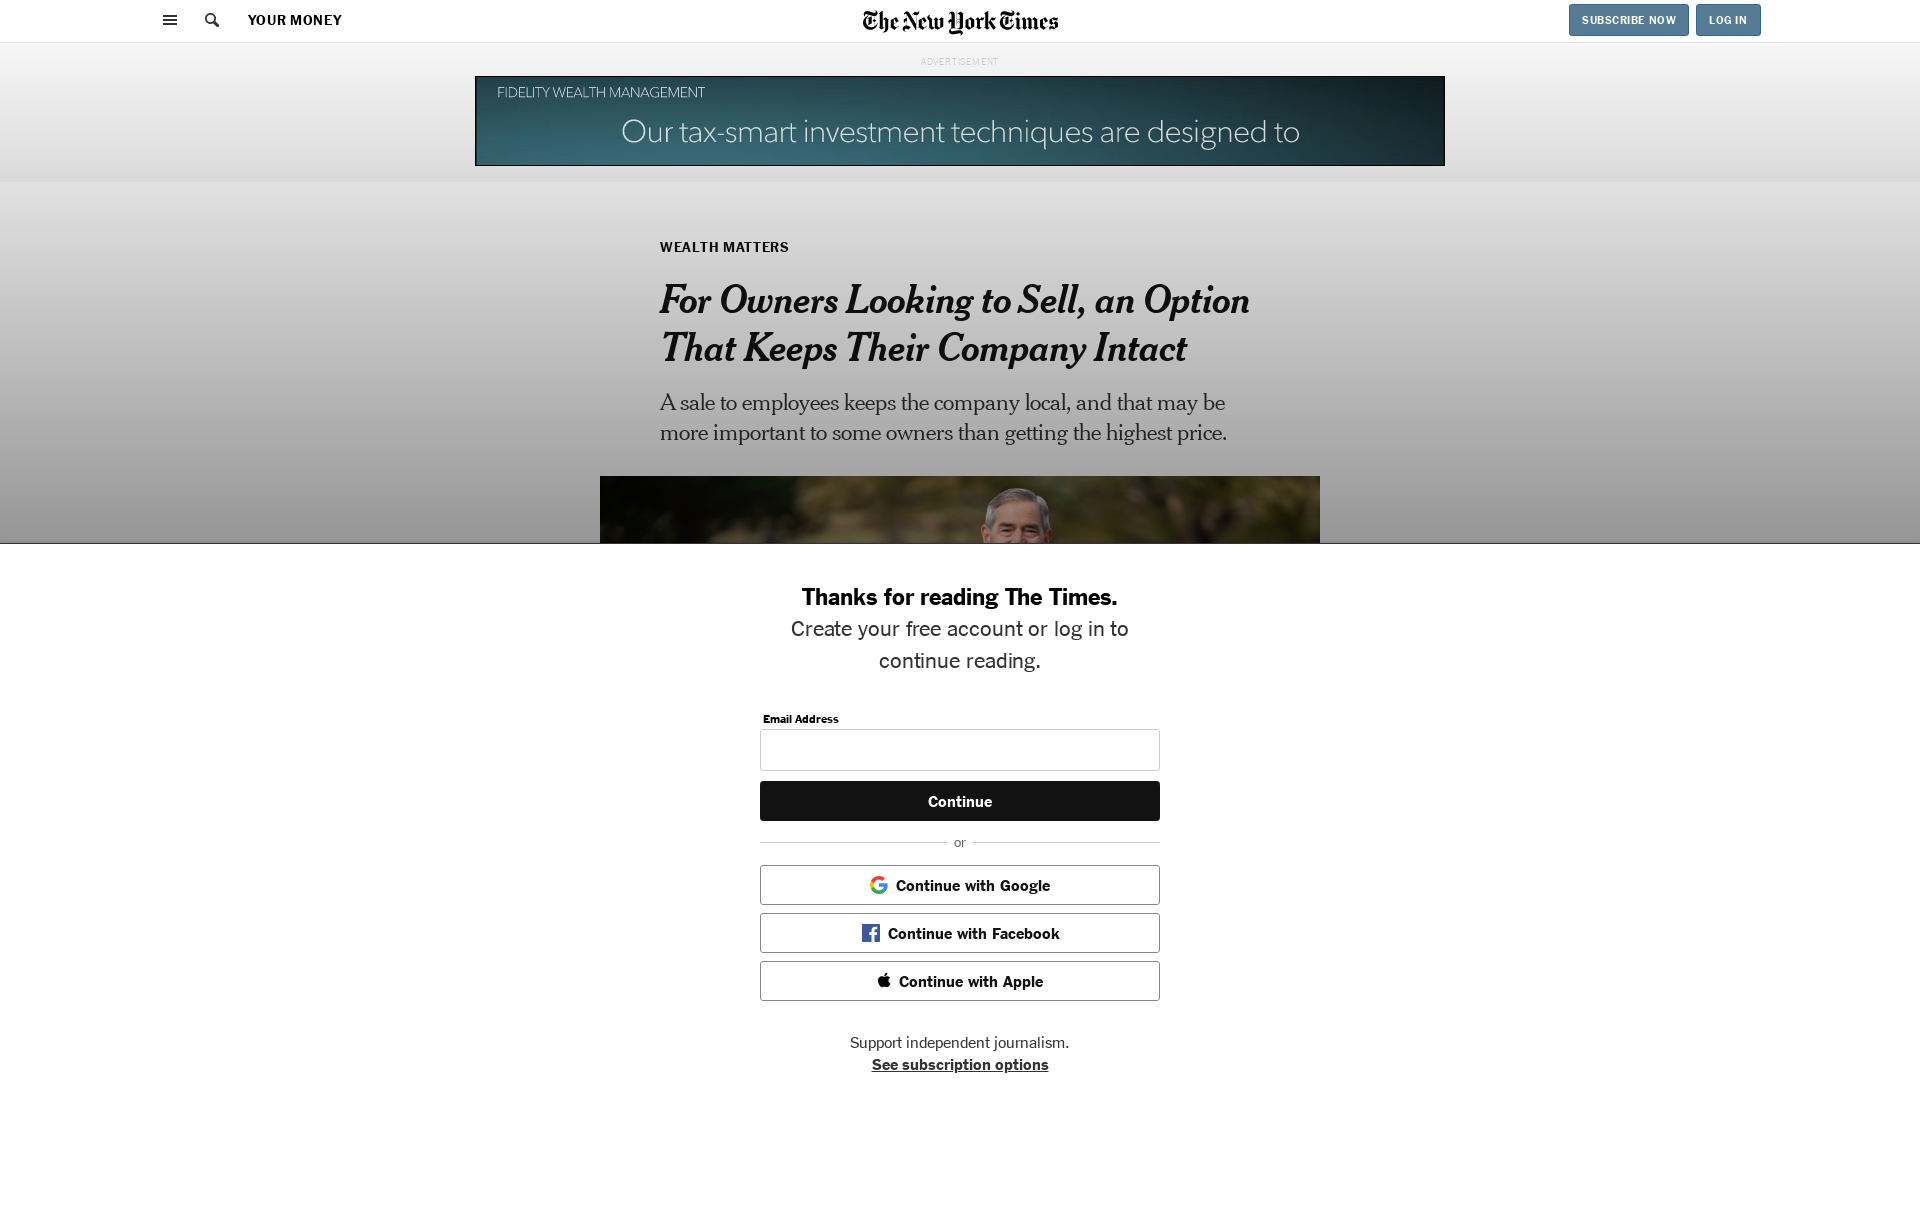 YOUR MONEY
The New York Times
SUBSCRIBE NOW
LOG IN
ADVERTISEMENT
FIDELITY WEALTH MANAGEMENT
Our tax-smart investment techniques are designed to
WEALTH MATTERS
For Owners Looking to Sell, an Option
That Keeps Their Company Intact
A sale to employees keeps the company local, and that may be
more important to some owners than getting the highest price.
Thanks for reading The Times.
Create your free account or log in to
continue reading.
Email Address
Continue
or
Continue with Google
Continue with Facebook
Continue with Apple
Support independent journalism.
See subscription options